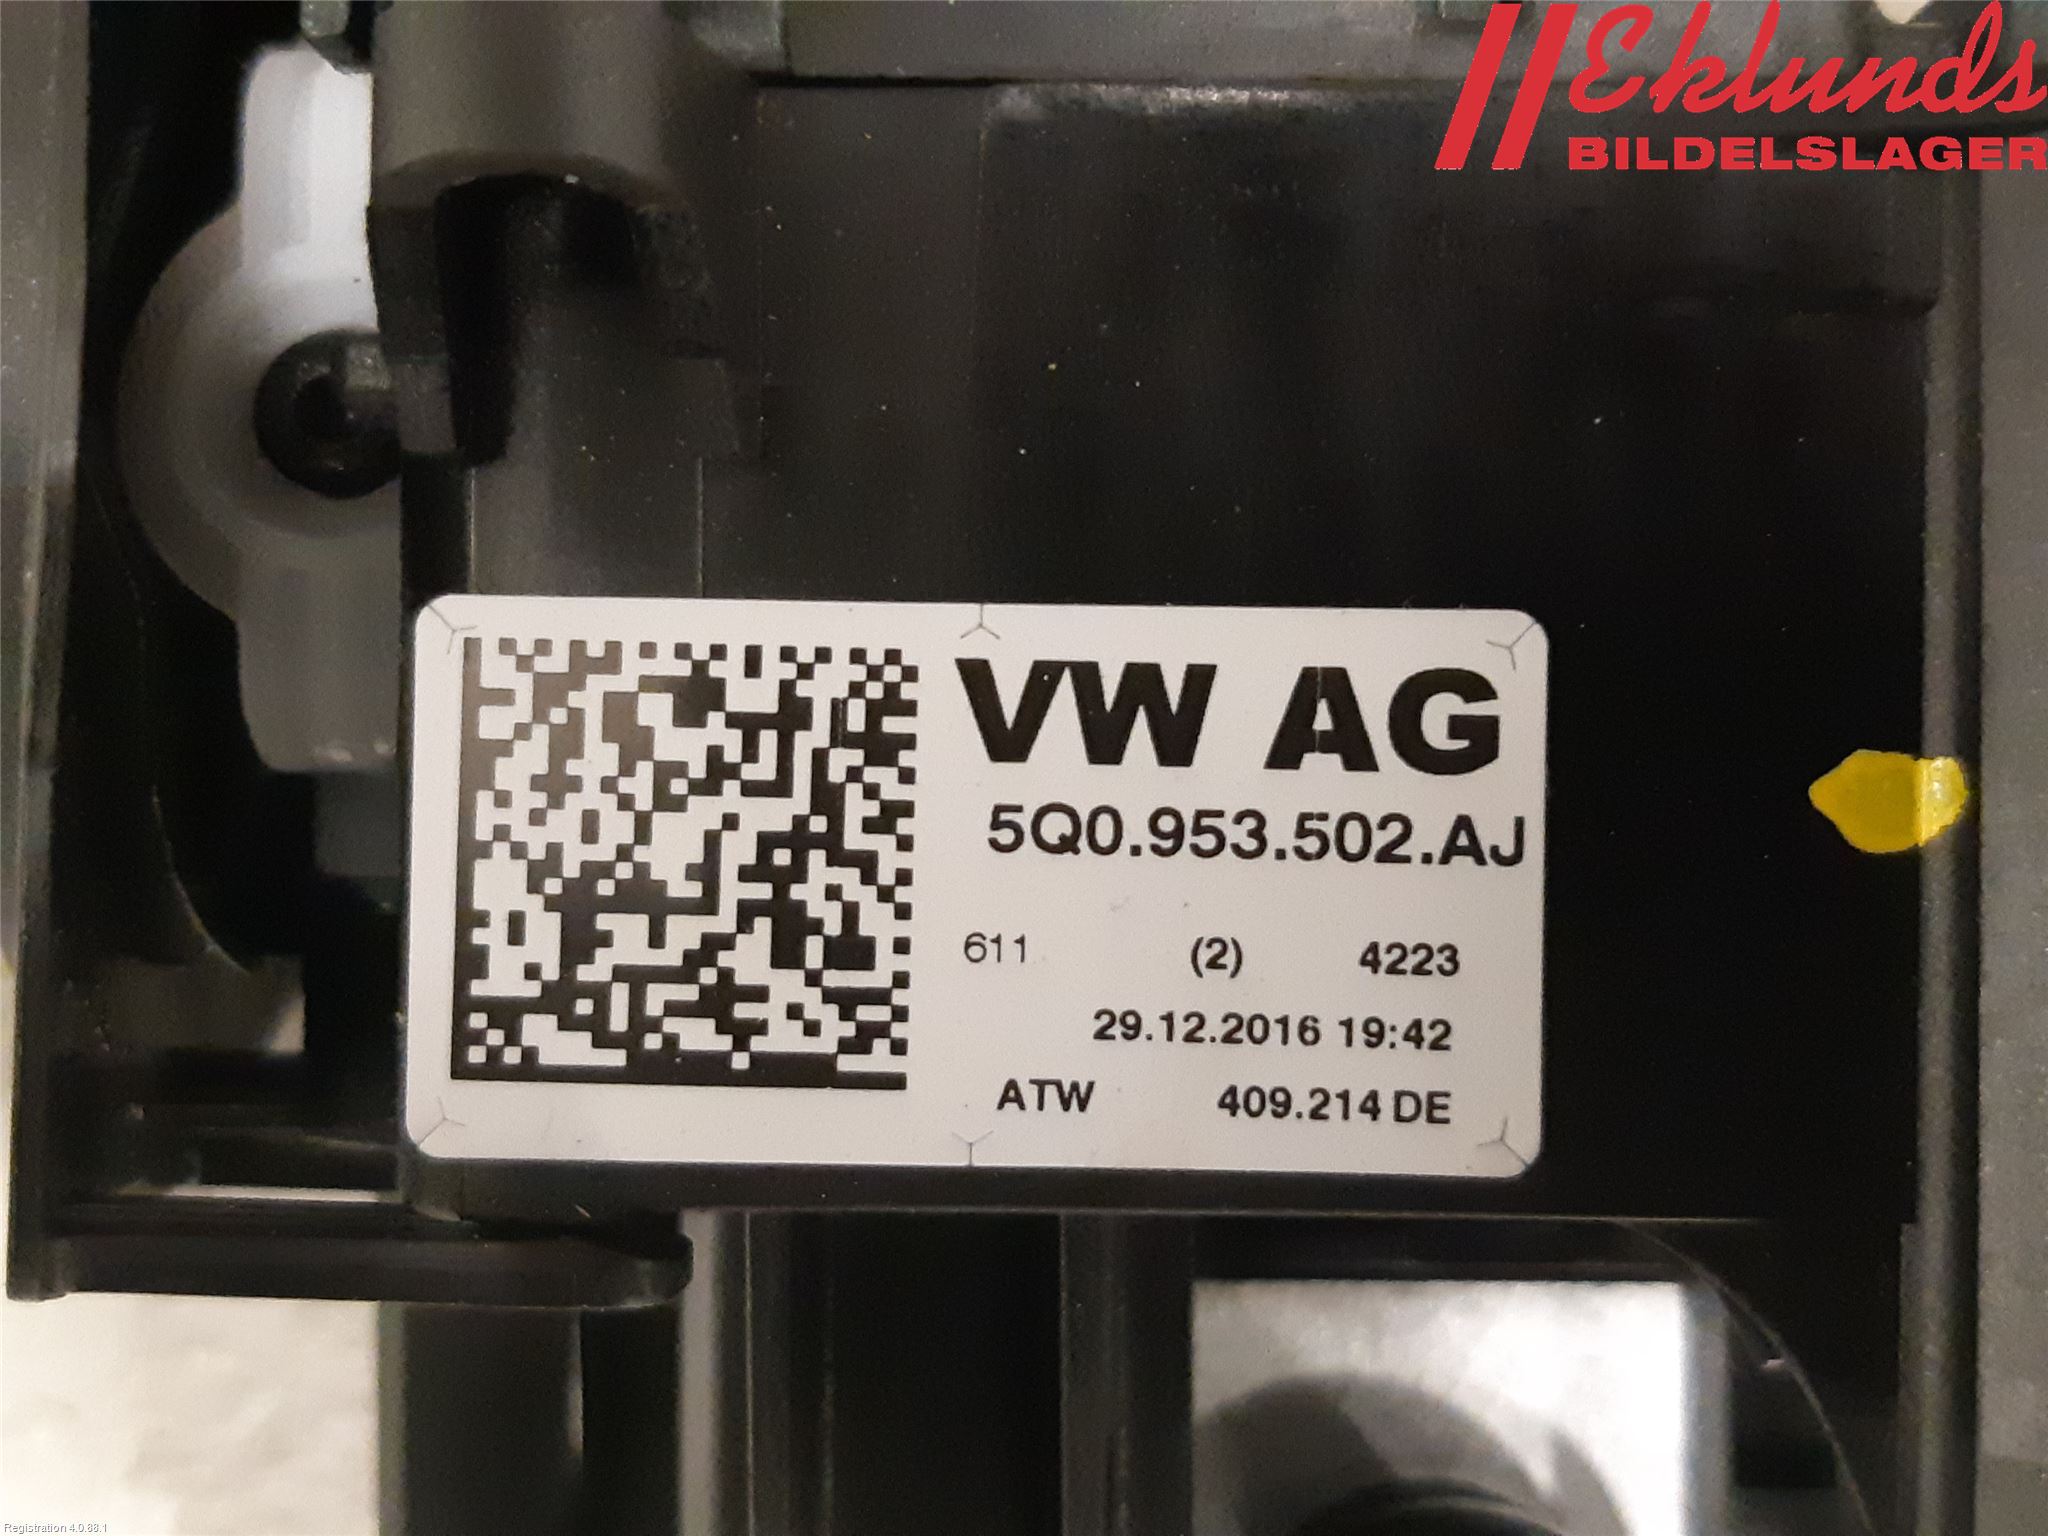 Eklunds
BILDELSLAGER
VW AG
5Q0.953.502.AJ
611 (2) 4223
29.12.2016 19:42
ATW 409.214 DE
Registration 4.0.88.1